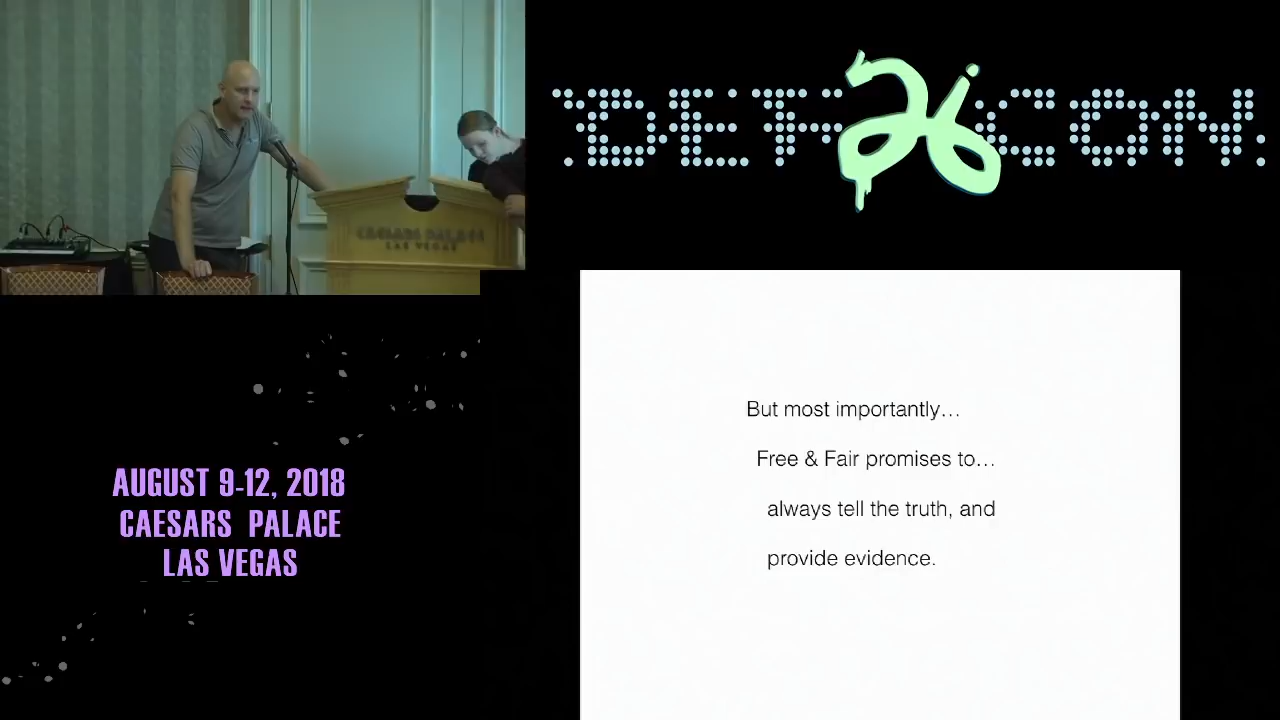 DEF 26 CON
CAESARS PALACE
LAS VEGAS
But most importantly…
Free & Fair promises to…
always tell the truth, and
provide evidence.
AUGUST 9-12, 2018
CAESARS PALACE
LAS VEGAS